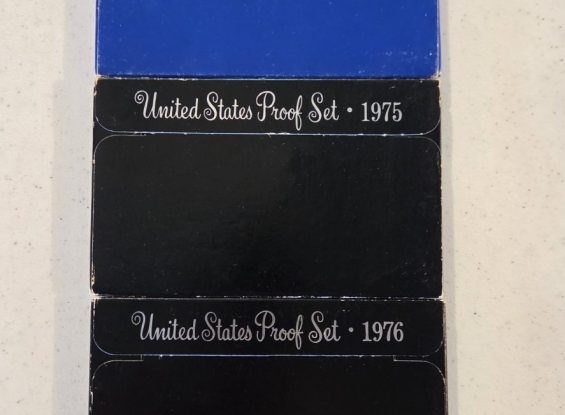 United States Proof Set · 1975
United States Proof Set · 1976